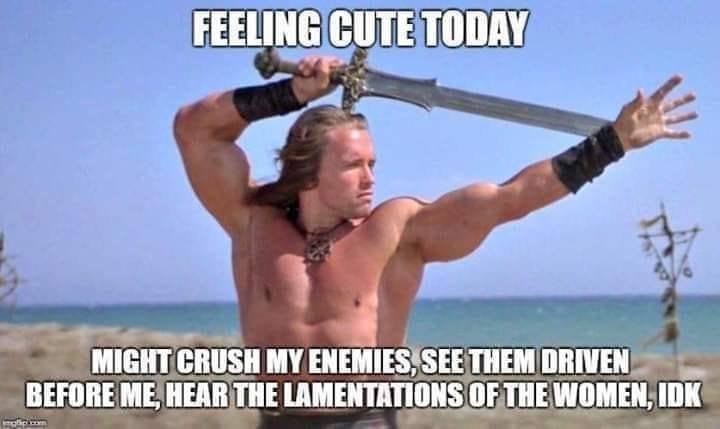 FEELING CUTE TODAY
MIGHT CRUSH MY ENEMIES, SEE THEM DRIVEN
BEFORE ME, HEAR THE LAMENTATIONS OF THE WOMEN, IDK
imgflip.com